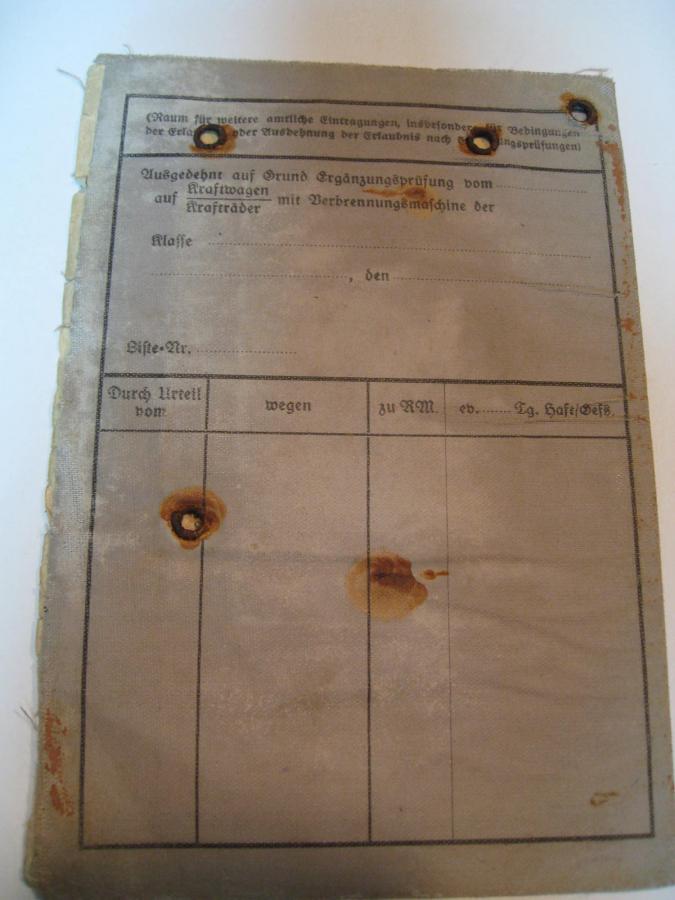 (Raum für weitere amtliche Eintragungen, insbesondere für Bedingungen
der oder Ausdehnung der Erlaubnis nach
Ausgedehnt auf Grund Ergänzungsprüfung vom
auf Kraftwagen mit Verbrennungsmaschine der
Krafträder
Klasse
, den
Liste-Nr.
Durch Urteil vom
wegen
zu RM.
ev. ........ Tg. Haft/Gefs.